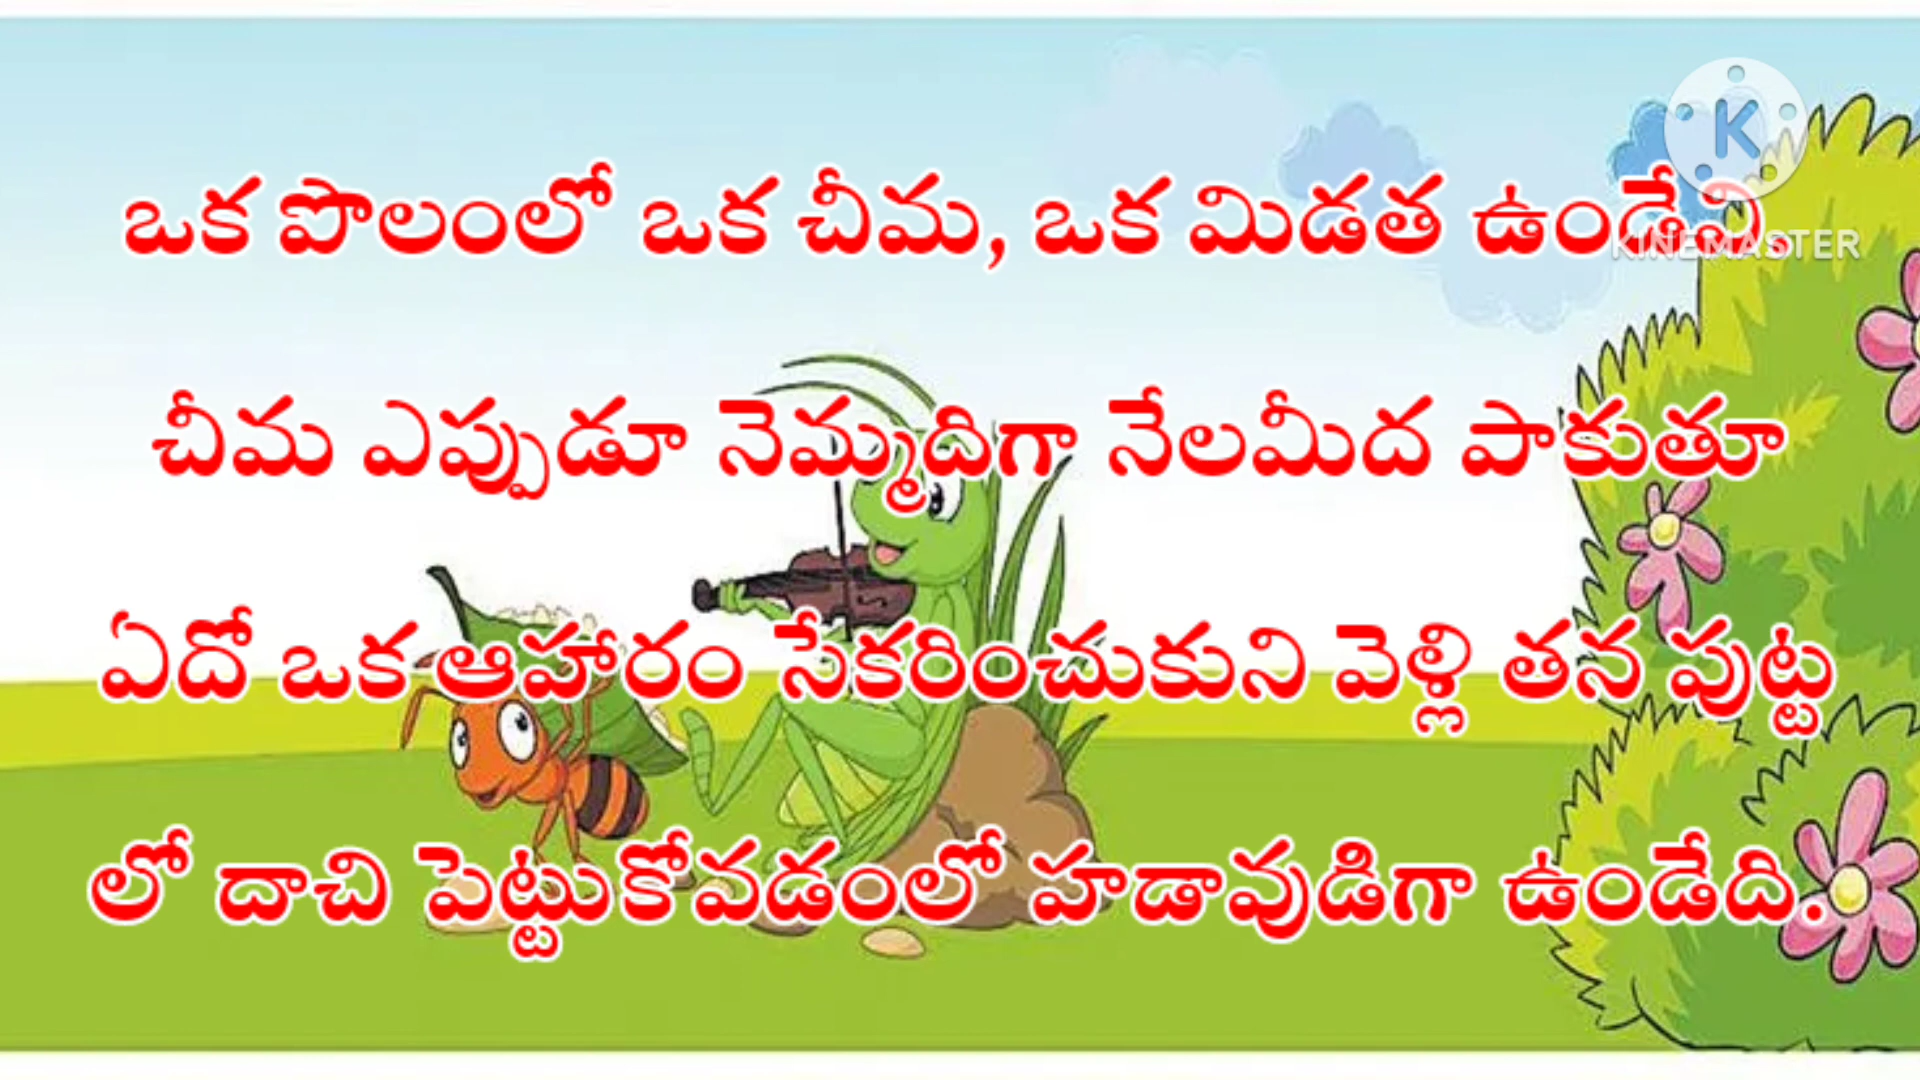 ఒక పొలంలో ఒక చీమ, ఒక మిడత ఉండేవి.
చీమ ఎప్పుడూ నెమ్మదిగా నేలమీద పాకుతూ
ఏదో ఒక ఆహారం సేకరించుకుని వెళ్లి తన పుట్ట
లో దాచి పెట్టుకోవడంలో హడావుడిగా ఉండేది.
K
KINEMASTER